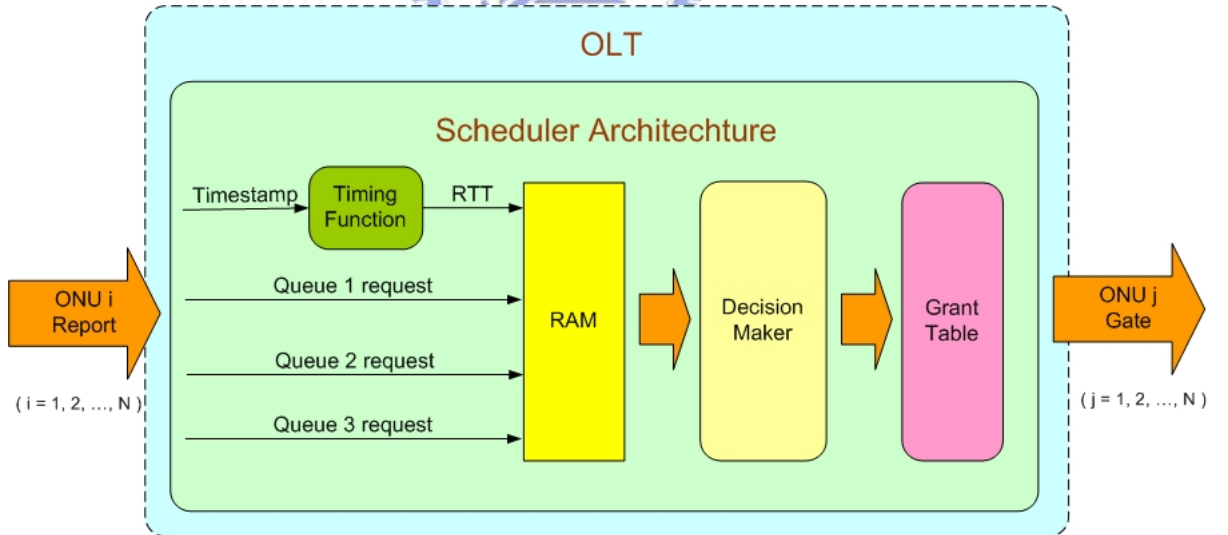 OLT
Scheduler Architechture
Timestamp
Timing
Function
RTT
Queue 1 request
Queue 2 request
Queue 3 request
RAM
Decision
Maker
Grant
Table
ONU i
Report
( i = 1, 2, …, N )
ONU j
Gate
( j = 1, 2, …, N )